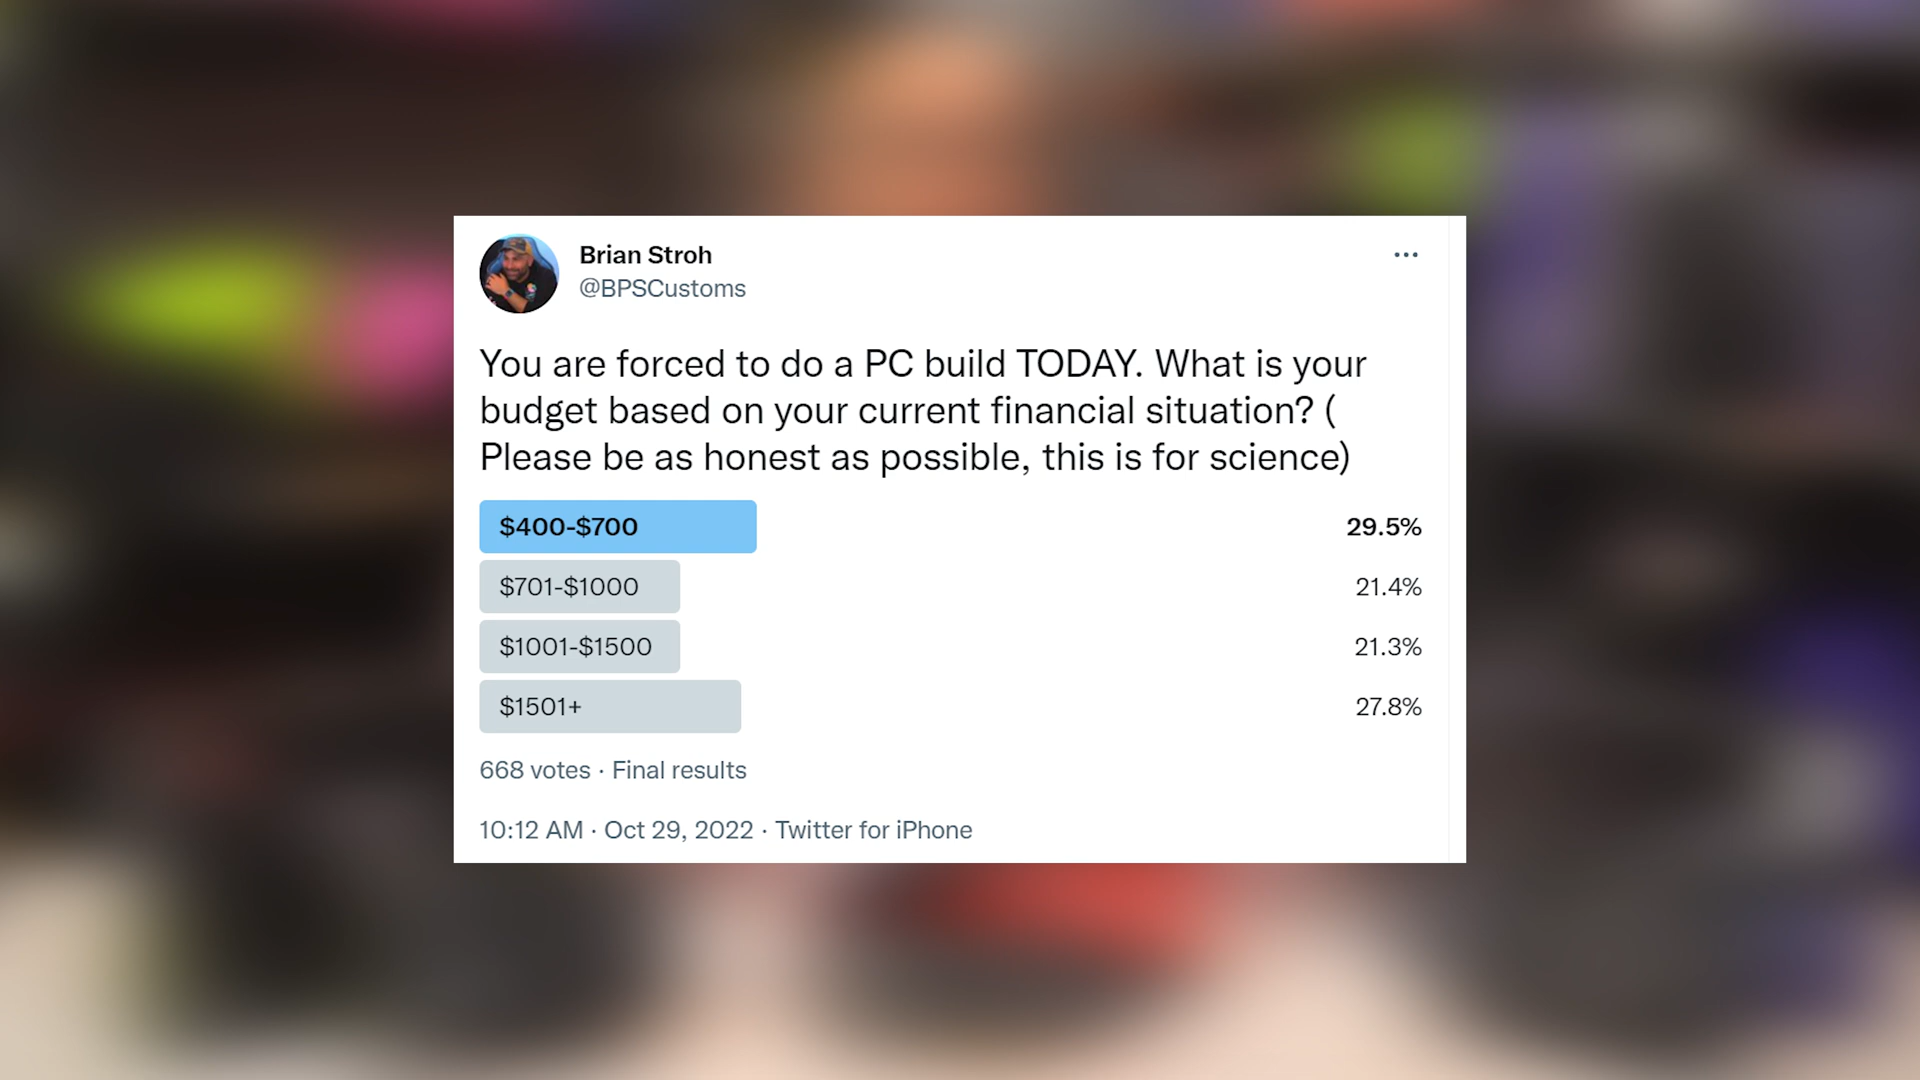 Brian Stroh
@BPSCustoms
You are forced to do a PC build TODAY. What is your
budget based on your current financial situation? (
Please be as honest as possible, this is for science)
$400-$700 29.5%
$701-$1000 21.4%
$1001-$1500 21.3%
$1501+ 27.8%
668 votes · Final results
10:12 AM · Oct 29, 2022 · Twitter for iPhone